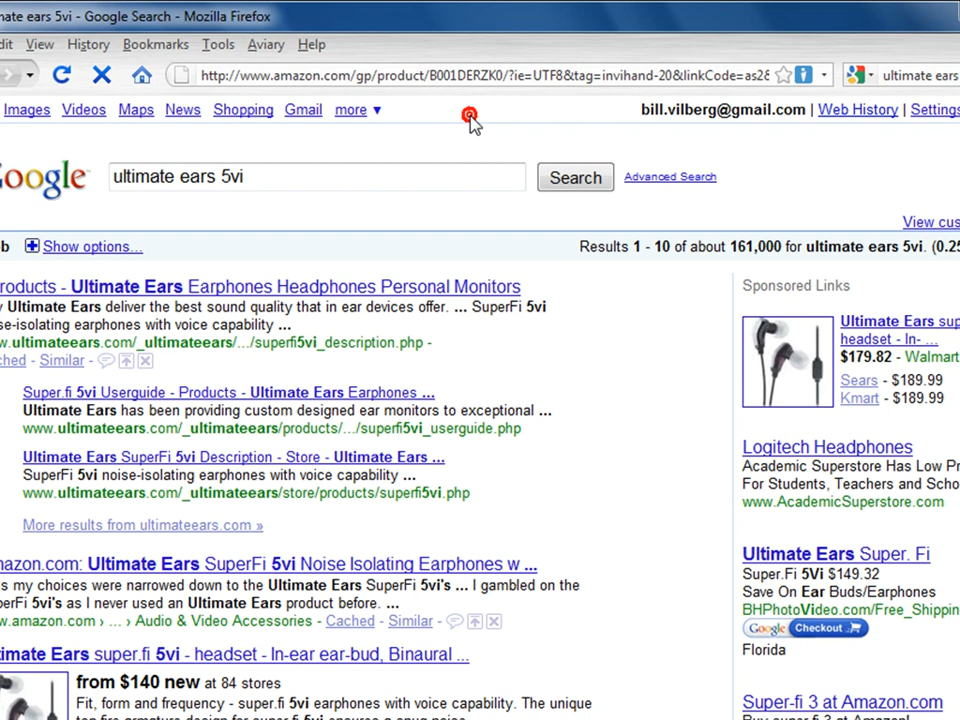 mate ears 5vi - Google Search - Mozilla Firefox
dit View History Bookmarks Tools Aviary Help
http://www.amazon.com/gp/product/B001DERZK0/?ie=UTF8&tag=invihand-20&linkCode=as2& ultimate ears
Images Videos Maps News Shopping Gmail more ▼ bill.vilberg@gmail.com | Web History | Settings
oogle™ ultimate ears 5vi Search Advanced Search
View cus
b Show options... Results 1 - 10 of about 161,000 for ultimate ears 5vi. (0.25
roducts - Ultimate Ears Earphones Headphones Personal Monitors
y Ultimate Ears deliver the best sound quality that in ear devices offer. ... SuperFi 5vi
se-isolating earphones with voice capability ...
w.ultimateears.com/_ultimateears/.../superfi5vi_description.php -
ched - Similar -
Super.fi 5vi Userguide - Products - Ultimate Ears Earphones ...
Ultimate Ears has been providing custom designed ear monitors to exceptional ...
www.ultimateears.com/_ultimateears/products/.../superfi5vi_userguide.php
Ultimate Ears SuperFi 5vi Description - Store - Ultimate Ears ...
SuperFi 5vi noise-isolating earphones with voice capability ...
www.ultimateears.com/_ultimateears/store/products/superfi5vi.php
More results from ultimateears.com »
mazon.com: Ultimate Ears SuperFi 5vi Noise Isolating Earphones w ...
s my choices were narrowed down to the Ultimate Ears SuperFi 5vi's ... I gambled on the
perFi 5vi's as I never used an Ultimate Ears product before. ...
w.amazon.com › ... › Audio & Video Accessories - Cached - Similar -
timate Ears super.fi 5vi - headset - In-ear ear-bud, Binaural ...
from $140 new at 84 stores
Fit, form and frequency - super.fi 5vi earphones with voice capability. The unique
Sponsored Links
Ultimate Ears sup
headset - In- ...
$179.82 - Walmart
Sears - $189.99
Kmart - $189.99
Logitech Headphones
Academic Superstore Has Low P
For Students, Teachers and Scho
www.AcademicSuperstore.com
Ultimate Ears Super. Fi
Super.Fi 5Vi $149.32
Save On Ear Buds/Earphones
BHPhotoVideo.com/Free_Shippin
Google Checkout
Florida
Super-fi 3 at Amazon.com